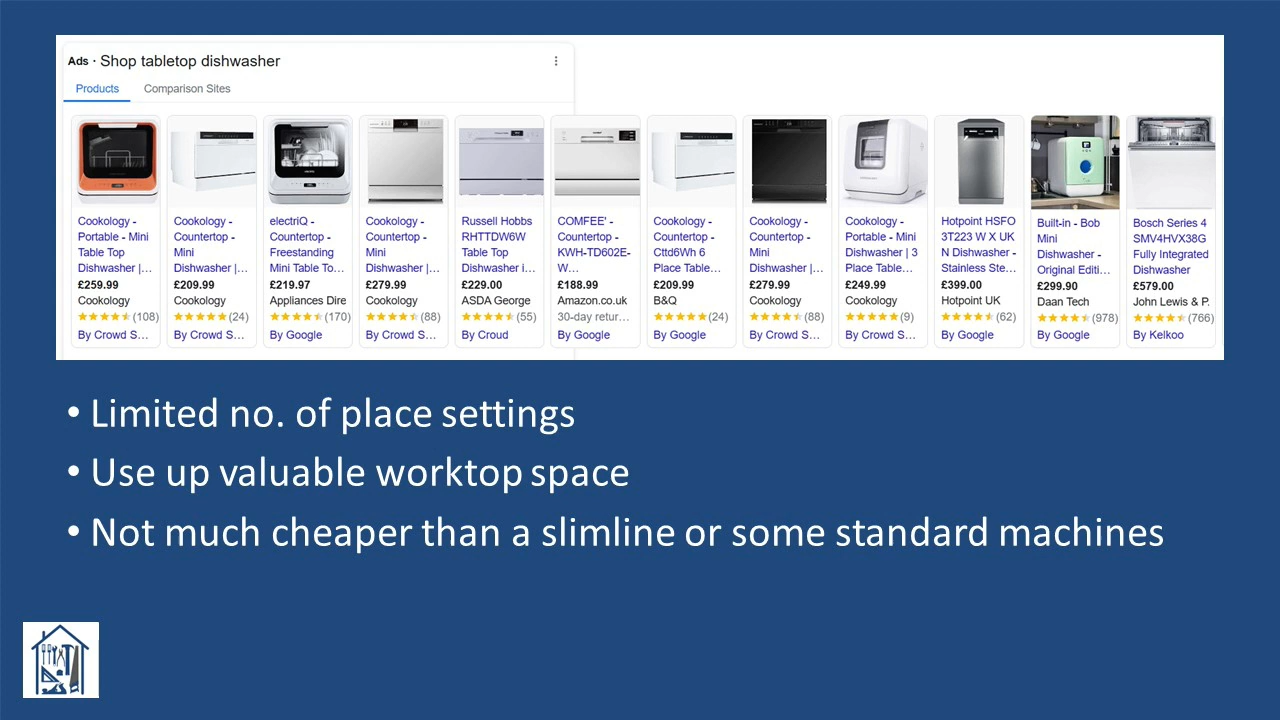 Ads · Shop tabletop dishwasher
Products Comparison Sites
Cookology -
Portable - Mini
Table Top
Dishwasher |...
£259.99
Cookology
(108)
By Crowd S...
Cookology -
Countertop -
Mini
Dishwasher |...
£209.99
Cookology
(24)
By Crowd S...
electriQ -
Countertop -
Freestanding
Mini Table To...
£219.97
Appliances Dire
(170)
By Google
Cookology -
Countertop -
Mini
Dishwasher |...
£279.99
Cookology
(88)
By Crowd S...
Russell Hobbs
RHTTDW6W
Table Top
Dishwasher i...
£229.00
ASDA George
(55)
By Croud
COMFEE' -
Countertop -
KWH-TD602E-
W...
£188.99
Amazon.co.uk
30-day retur...
By Google
Cookology -
Countertop -
Cttd6Wh 6
Place Table...
£209.99
B&Q
(24)
By Google
Cookology -
Countertop -
Mini
Dishwasher |...
£279.99
Cookology
(88)
By Crowd S...
Cookology -
Portable - Mini
Dishwasher | 3
Place Table...
£249.99
Cookology
(9)
By Crowd S...
Hotpoint HSFO
3T223 W X UK
N Dishwasher -
Stainless Ste...
£399.00
Hotpoint UK
(62)
By Google
Built-in - Bob
Mini
Dishwasher -
Original Editi...
£299.90
Daan Tech
(978)
By Google
Bosch Series 4
SMV4HVX38G
Fully Integrated
Dishwasher
£579.00
John Lewis & P.
(766)
By Kelkoo
• Limited no. of place settings
• Use up valuable worktop space
• Not much cheaper than a slimline or some standard machines